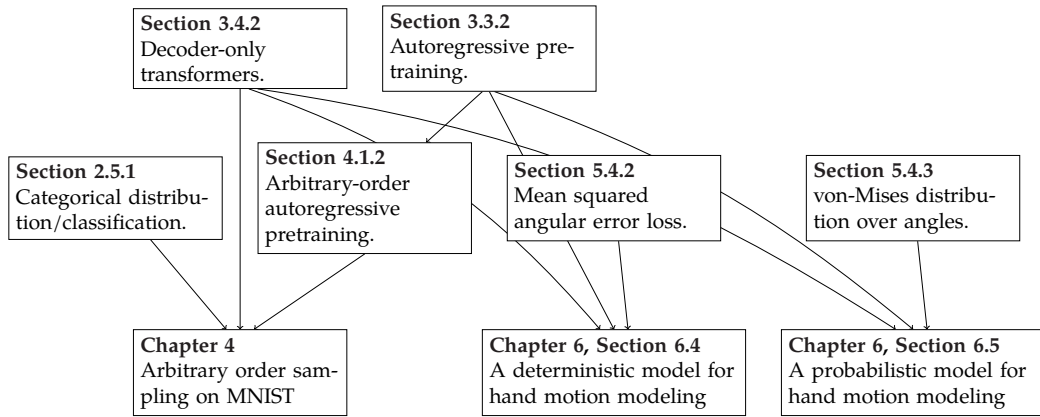 Section 3.4.2
Decoder-only
transformers.
Section 3.3.2
Autoregressive pre-
training.
Section 2.5.1
Categorical distribu-
tion/classification.
Section 4.1.2
Arbitrary-order
autoregressive
pretraining.
Section 5.4.2
Mean squared
angular error loss.
Section 5.4.3
von-Mises distribu-
tion over angles.
Chapter 4
Arbitrary order sam-
pling on MNIST
Chapter 6, Section 6.4
A deterministic model for
hand motion modeling
Chapter 6, Section 6.5
A probabilistic model for
hand motion modeling